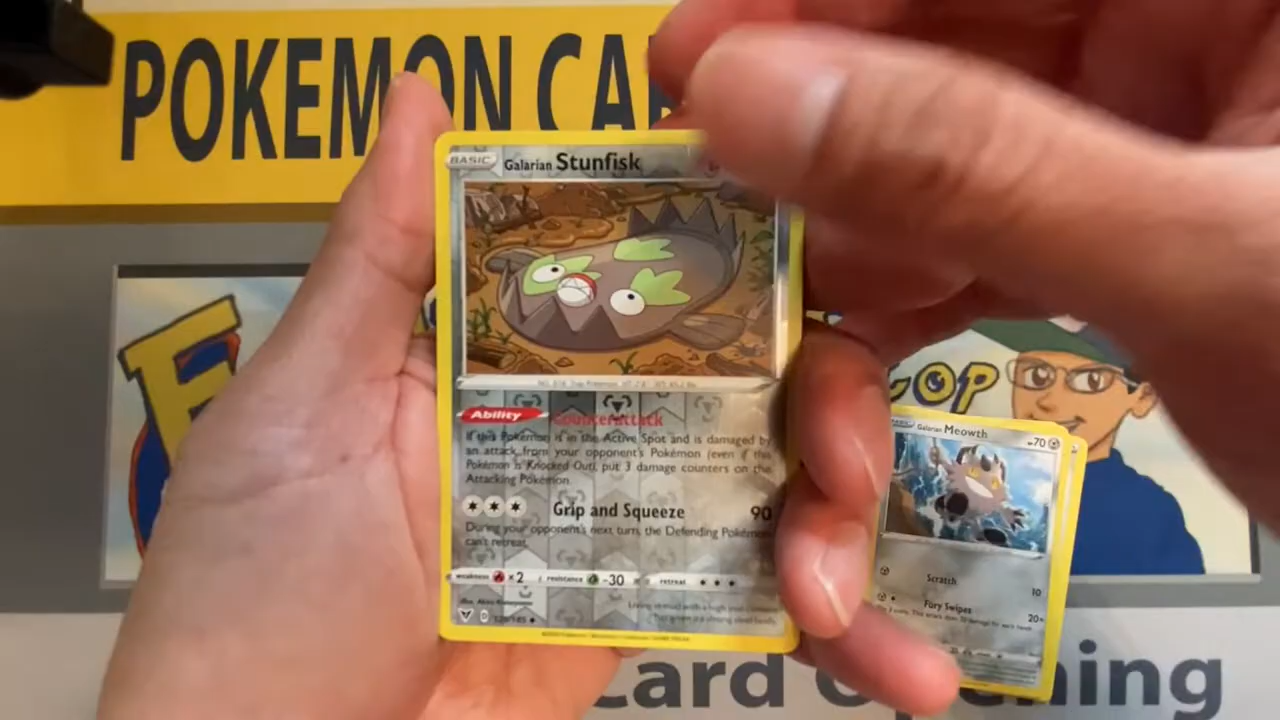 POKEMON CAR
BASIC
Galarian Stunfisk
Ability
Counterattack
If this Pokémon is in the Active Spot and is damaged by
an attack from your opponent's Pokémon (even if this
Pokémon is Knocked Out), put 3 damage counters on the
Attacking Pokémon.
Grip and Squeeze 90
During your opponent's next turn, the Defending Pokémon
can't retreat.
weakness ×2 resistance -30 retreat
Galarian Meowth 70
Scratch 10
Fury Swipes 20×
Card Opening